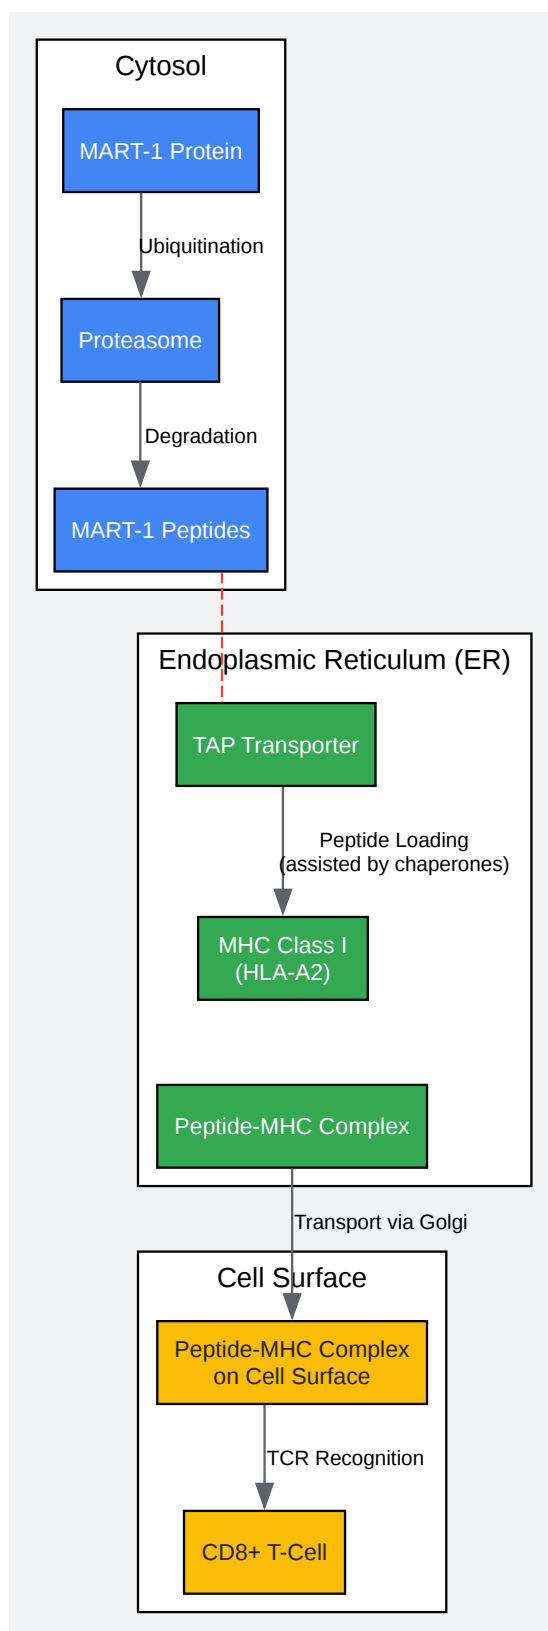 Cytosol
MART-1 Protein
Ubiquitination
Proteasome
Degradation
MART-1 Peptides
Endoplasmic Reticulum (ER)
TAP Transporter
Peptide Loading
(assisted by chaperones)
MHC Class I
(HLA-A2)
Peptide-MHC Complex
Transport via Golgi
Cell Surface
Peptide-MHC Complex
on Cell Surface
TCR Recognition
CD8+ T-Cell